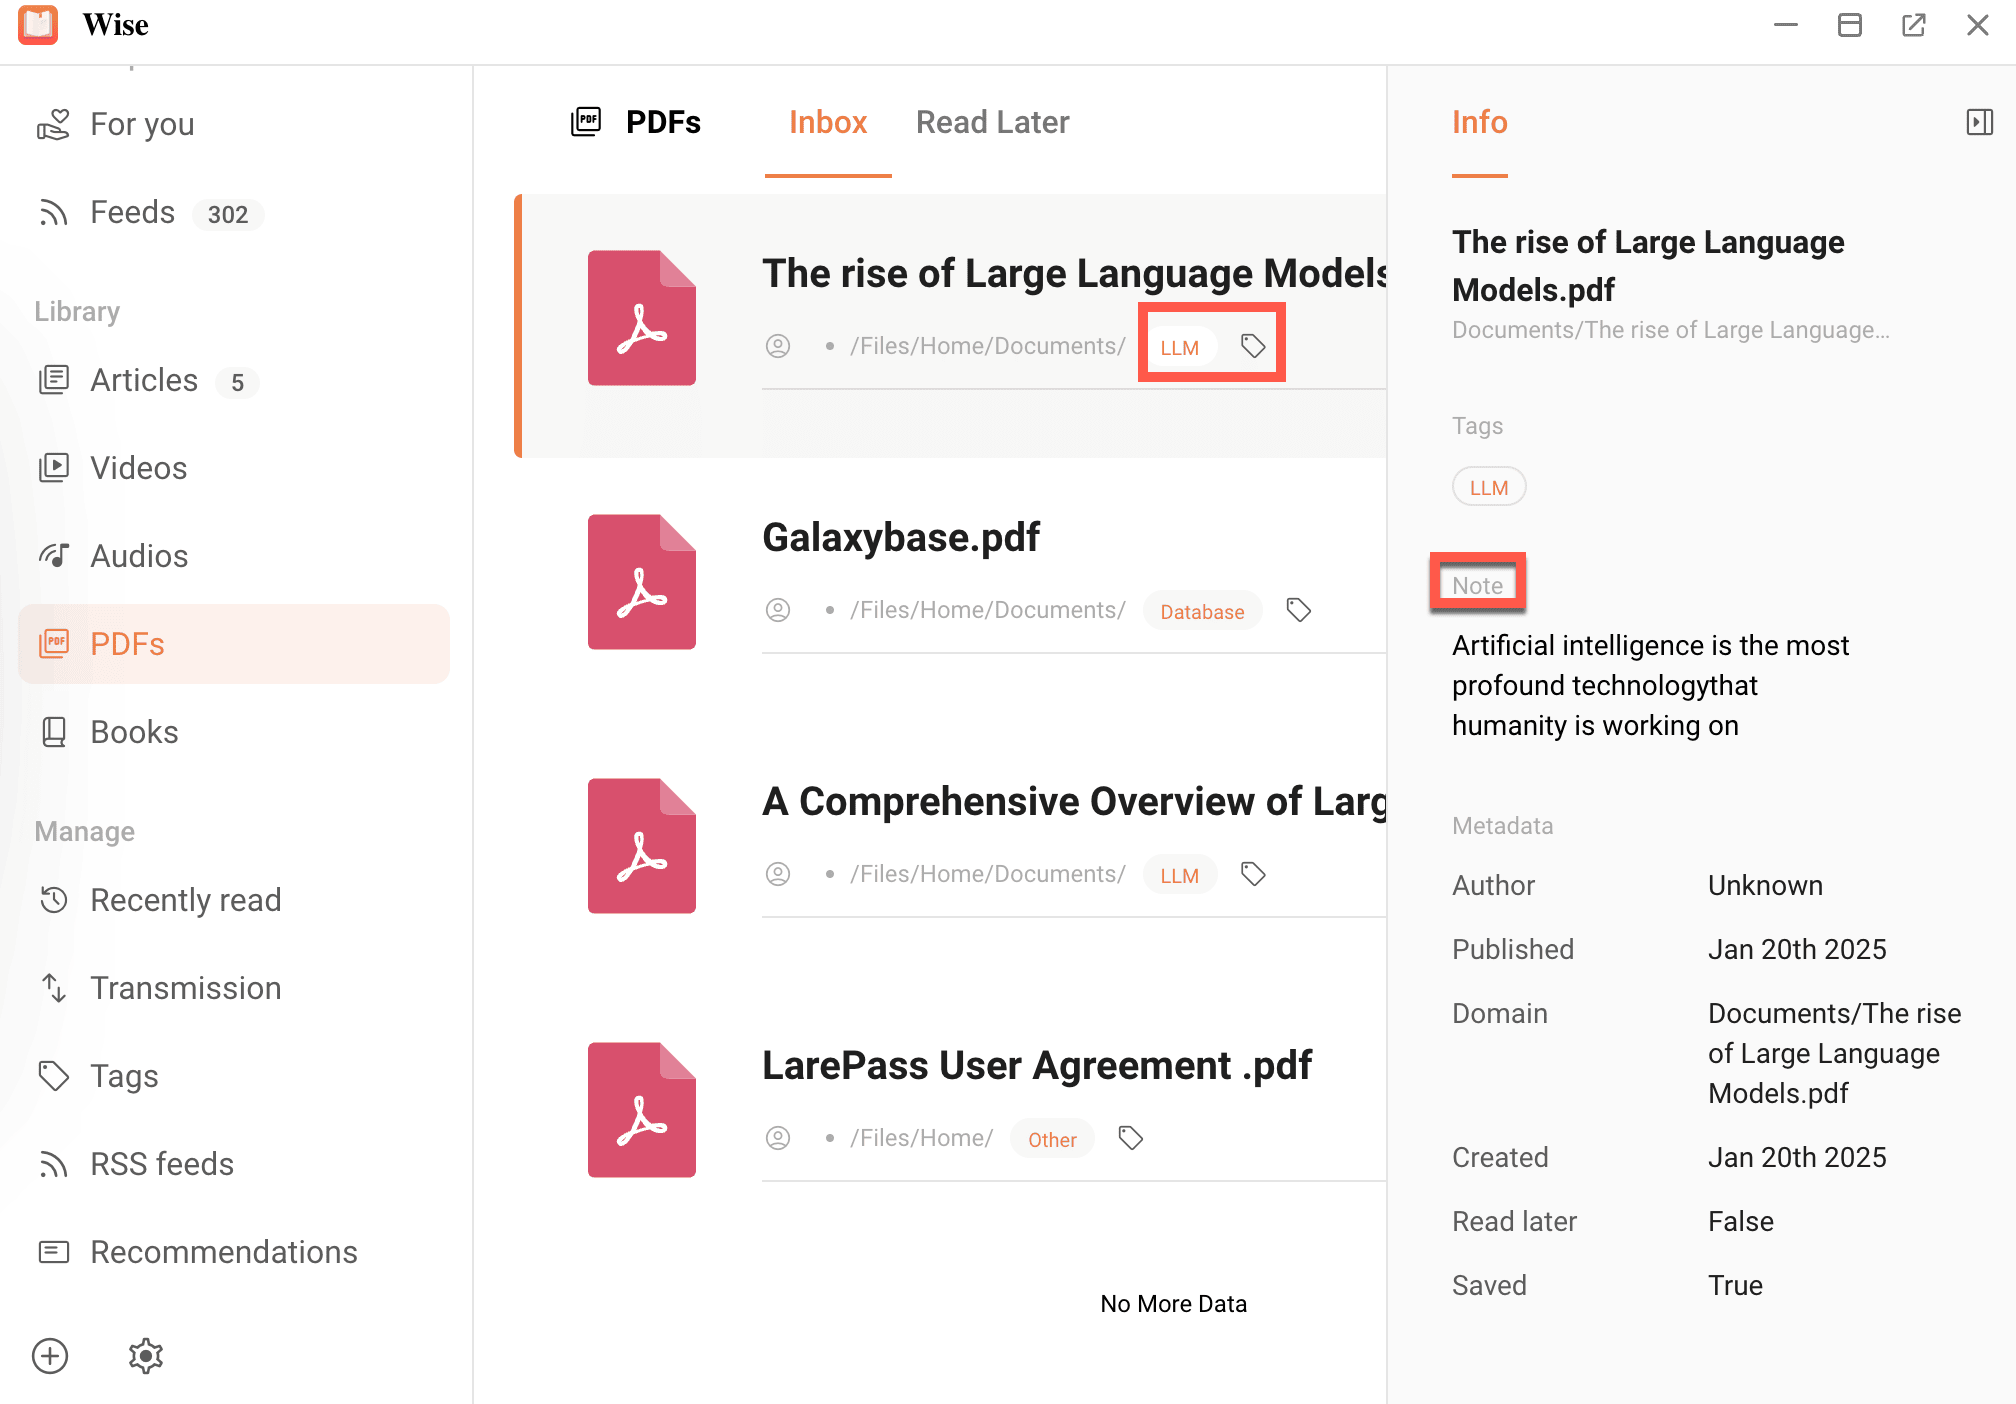 Wise
For you
Feeds 302
Library
Articles 5
Videos
Audios
PDFs
Books
Manage
Recently read
Transmission
Tags
RSS feeds
Recommendations
PDFs Inbox Read Later
The rise of Large Language Models
• /Files/Home/Documents/ LLM
Galaxybase.pdf
• /Files/Home/Documents/ Database
A Comprehensive Overview of Larg
• /Files/Home/Documents/ LLM
LarePass User Agreement .pdf
• /Files/Home/ Other
No More Data
Info
The rise of Large Language
Models.pdf
Documents/The rise of Large Language...
Tags
LLM
Note
Artificial intelligence is the most
profound technologythat
humanity is working on
Metadata
Author Unknown
Published Jan 20th 2025
Domain Documents/The rise
of Large Language
Models.pdf
Created Jan 20th 2025
Read later False
Saved True